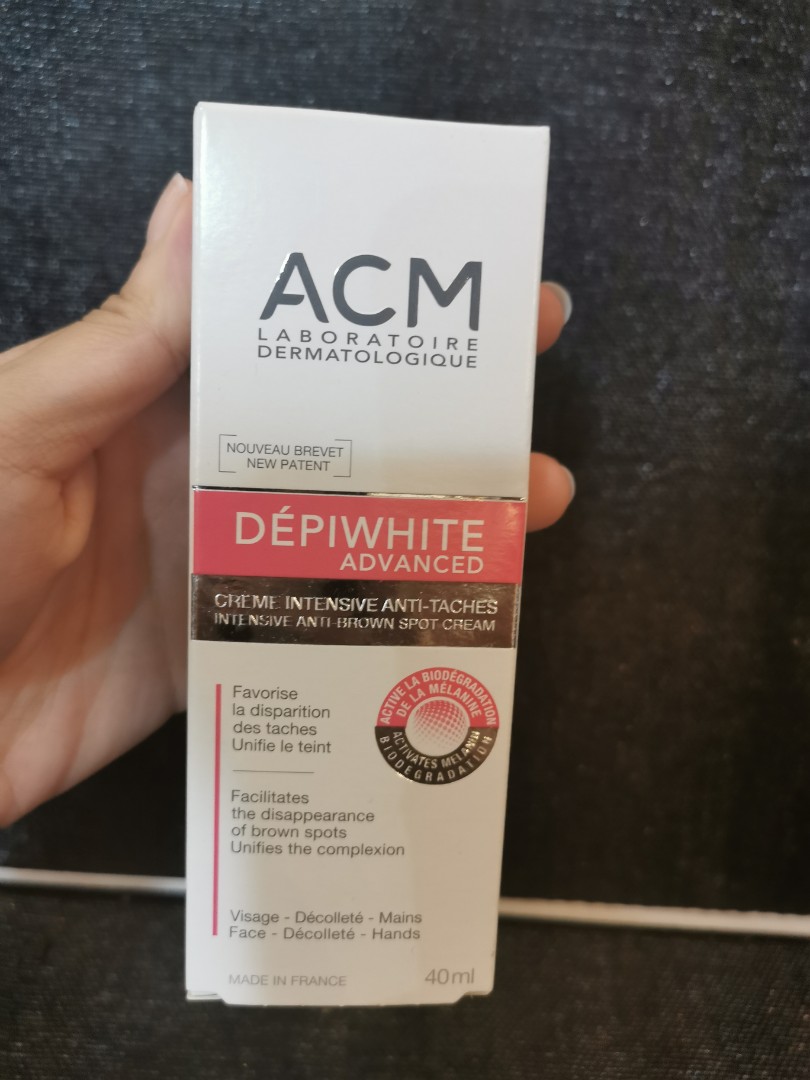 ACM
LABORATOIRE
DERMATOLOGIQUE
NOUVEAU BREVET
NEW PATENT
DÉPIWHITE
ADVANCED
CRÈME INTENSIVE ANTI-TACHES
INTENSIVE ANTI-BROWN SPOT CREAM
ACTIVE LA BIODÉGRADATION
DE LA MÉLANINE
ACTIVATES MELANIN
BIODEGRADATION
Favorise
la disparition
des taches
Unifie le teint
Facilitates
the disappearance
of brown spots
Unifies the complexion
Visage - Décolleté - Mains
Face - Décolleté - Hands
MADE IN FRANCE
40ml